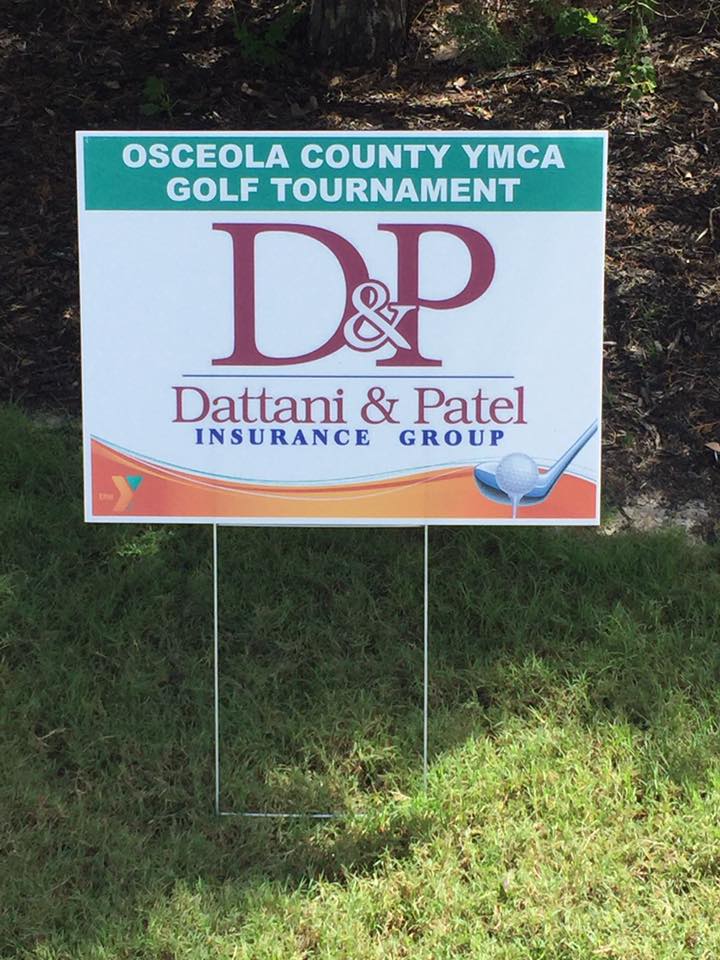 OSCEOLA COUNTY YMCA
GOLF TOURNAMENT
D&P
Dattani & Patel
INSURANCE GROUP